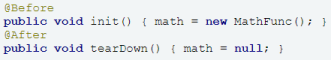 @Before
public void init() { math = new MathFunc(); }
@After
public void tearDown() { math = null; }